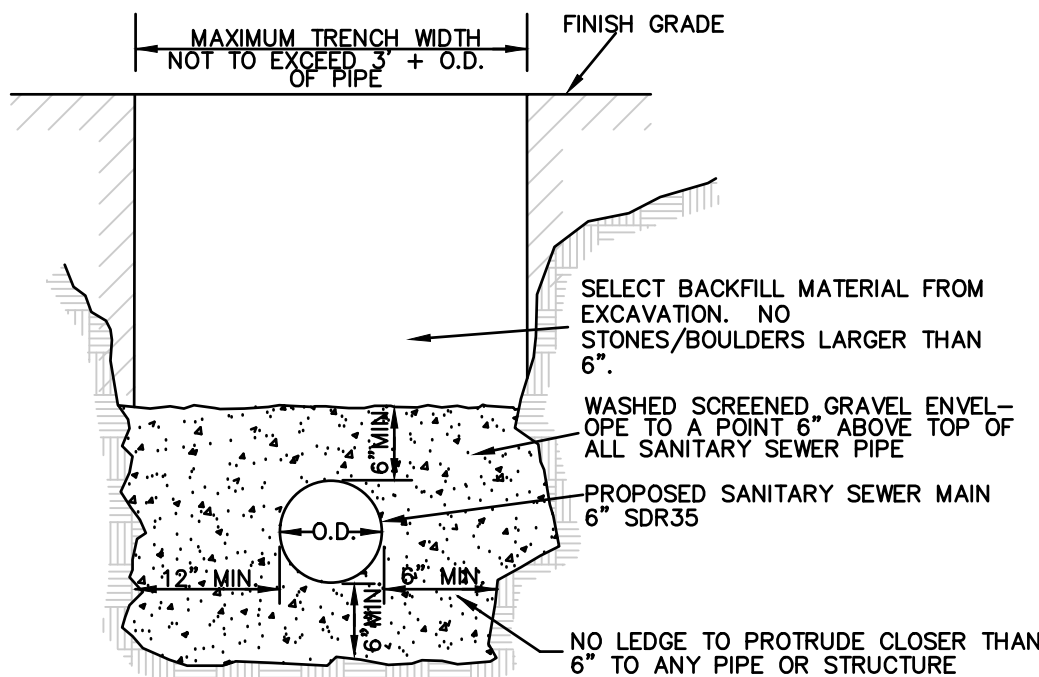 MAXIMUM TRENCH WIDTH
NOT TO EXCEED 3' + O.D.
OF PIPE
FINISH GRADE
SELECT BACKFILL MATERIAL FROM
EXCAVATION. NO
STONES/BOULDERS LARGER THAN
6".
WASHED SCREENED GRAVEL ENVEL-
OPE TO A POINT 6" ABOVE TOP OF
ALL SANITARY SEWER PIPE
6" MIN.
PROPOSED SANITARY SEWER MAIN
6" SDR35
O.D.
12" MIN.
6" MIN.
6" MIN.
NO LEDGE TO PROTRUDE CLOSER THAN
6" TO ANY PIPE OR STRUCTURE